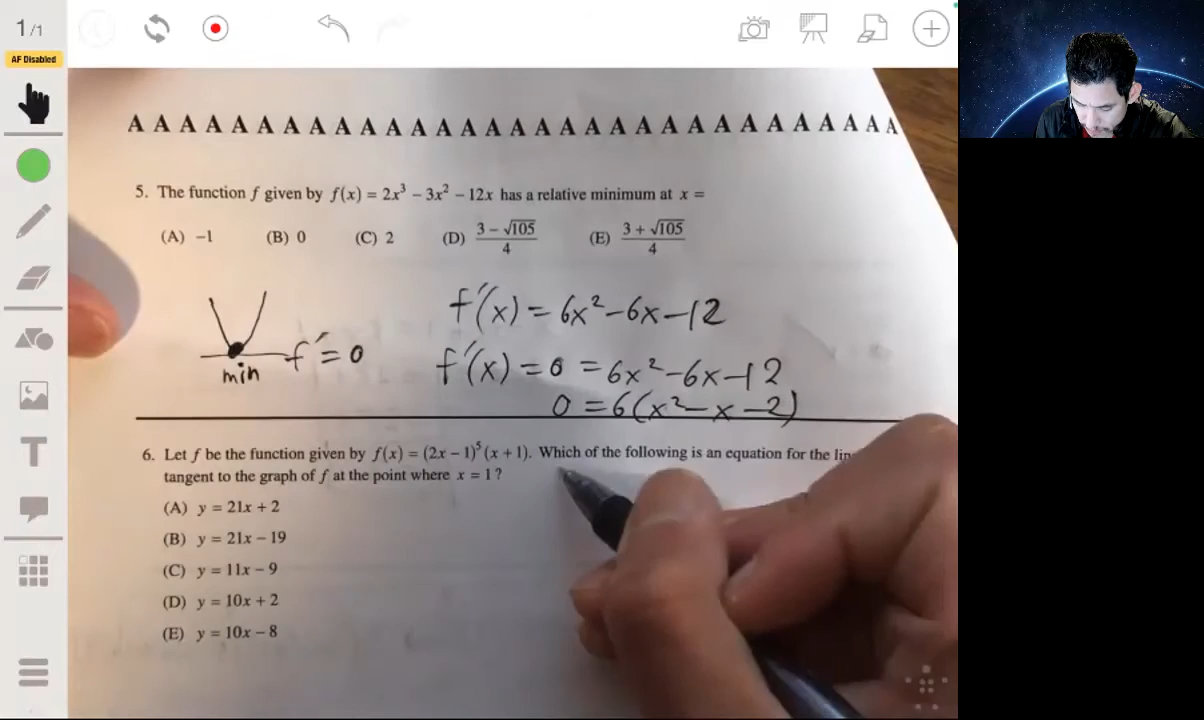 1/1
AF Disabled
A A A A A A A A A A A A A A A A A A A A A A A A A A A A A A
5. The function f given by f(x) = 2x³ − 3x² − 12x has a relative minimum at x =
(A) −1 (B) 0 (C) 2 (D) (3 − √105)/4 (E) (3 + √105)/4
f′(x) = 6x² − 6x − 12
min f′ = 0
f′(x) = 0 = 6x² − 6x − 12
0 = 6(x² − x − 2)
6. Let f be the function given by f(x) = (2x − 1)⁵(x + 1). Which of the following is an equation for the
tangent to the graph of f at the point where x = 1?
(A) y = 21x + 2
(B) y = 21x − 19
(C) y = 11x − 9
(D) y = 10x + 2
(E) y = 10x − 8
T